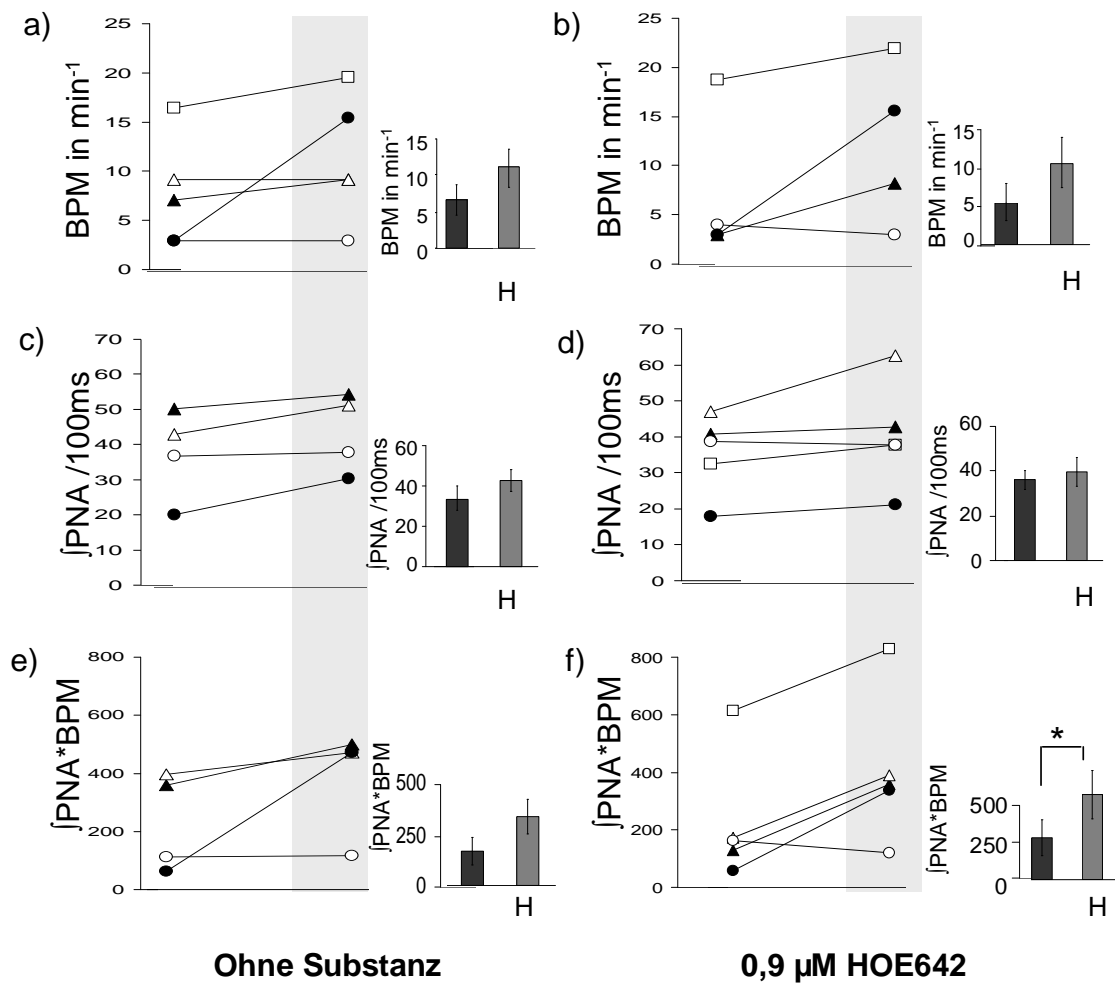 a)
BPM in min⁻¹
25
20
15
10
5
0
BPM in min⁻¹
15
10
5
0
H
b)
BPM in min⁻¹
25
20
15
10
5
0
BPM in min⁻¹
15
10
5
0
H
c)
∫PNA /100ms
70
60
50
40
30
20
10
0
∫PNA /100ms
60
40
20
0
H
d)
∫PNA /100ms
70
60
50
40
30
20
10
0
∫PNA /100ms
60
40
20
0
H
e)
∫PNA*BPM
800
600
400
200
0
∫PNA*BPM
500
250
0
H
f)
∫PNA*BPM
800
600
400
200
0
∫PNA*BPM
500
250
0
*
H
Ohne Substanz
0,9 µM HOE642